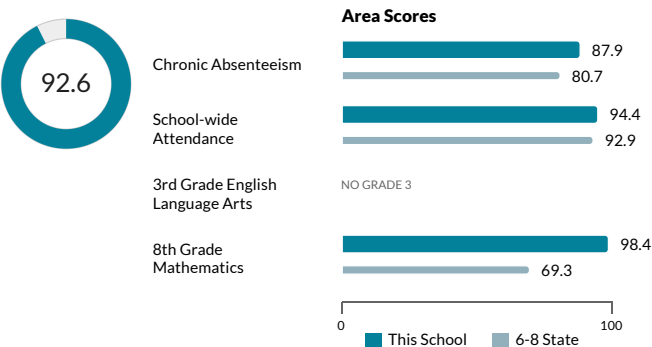 Area Scores
92.6
Chronic Absenteeism
87.9
80.7
School-wide
Attendance
94.4
92.9
3rd Grade English
Language Arts
NO GRADE 3
8th Grade
Mathematics
98.4
69.3
0 100
This School 6-8 State